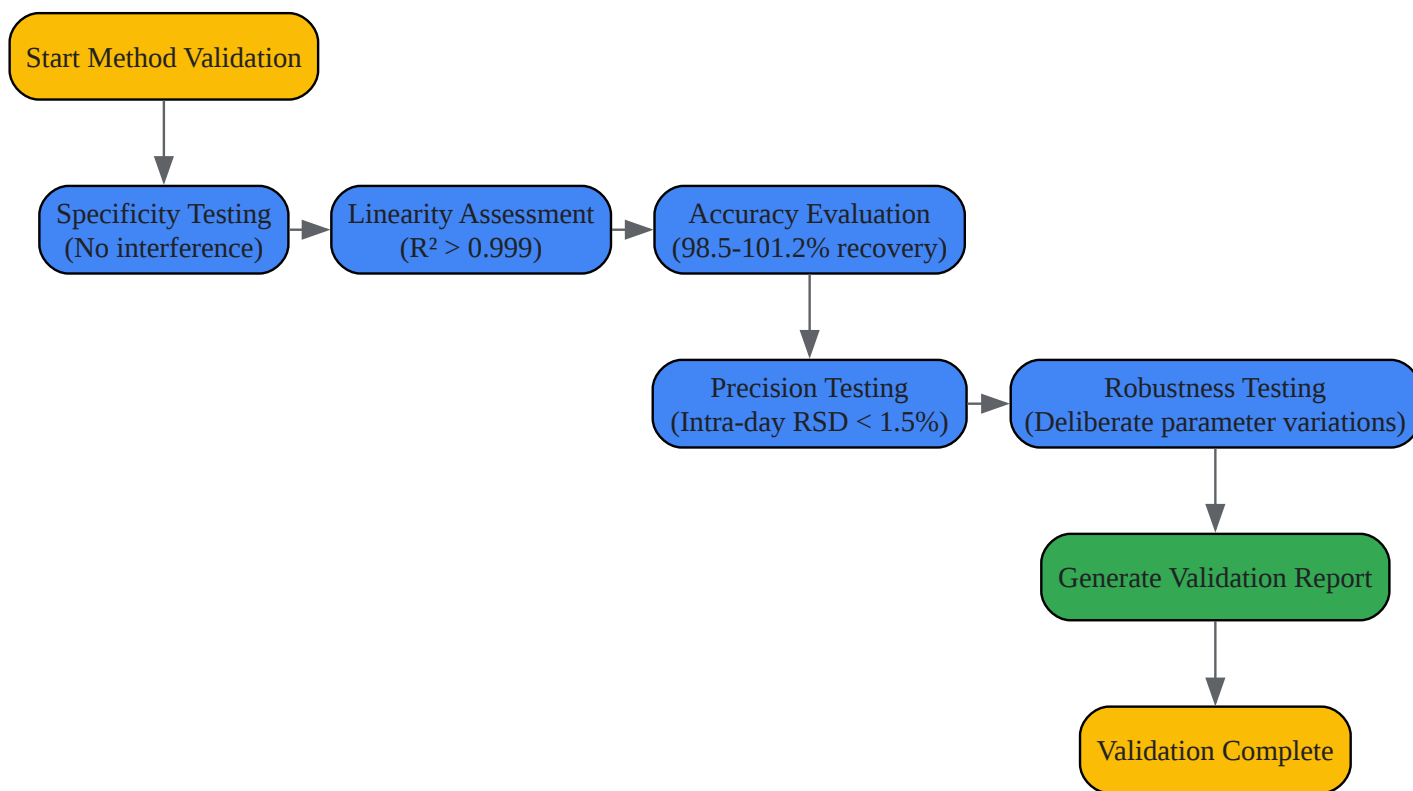 Start Method Validation
Specificity Testing
(No interference)
Linearity Assessment
(R² > 0.999)
Accuracy Evaluation
(98.5-101.2% recovery)
Precision Testing
(Intra-day RSD < 1.5%)
Robustness Testing
(Deliberate parameter variations)
Generate Validation Report
Validation Complete